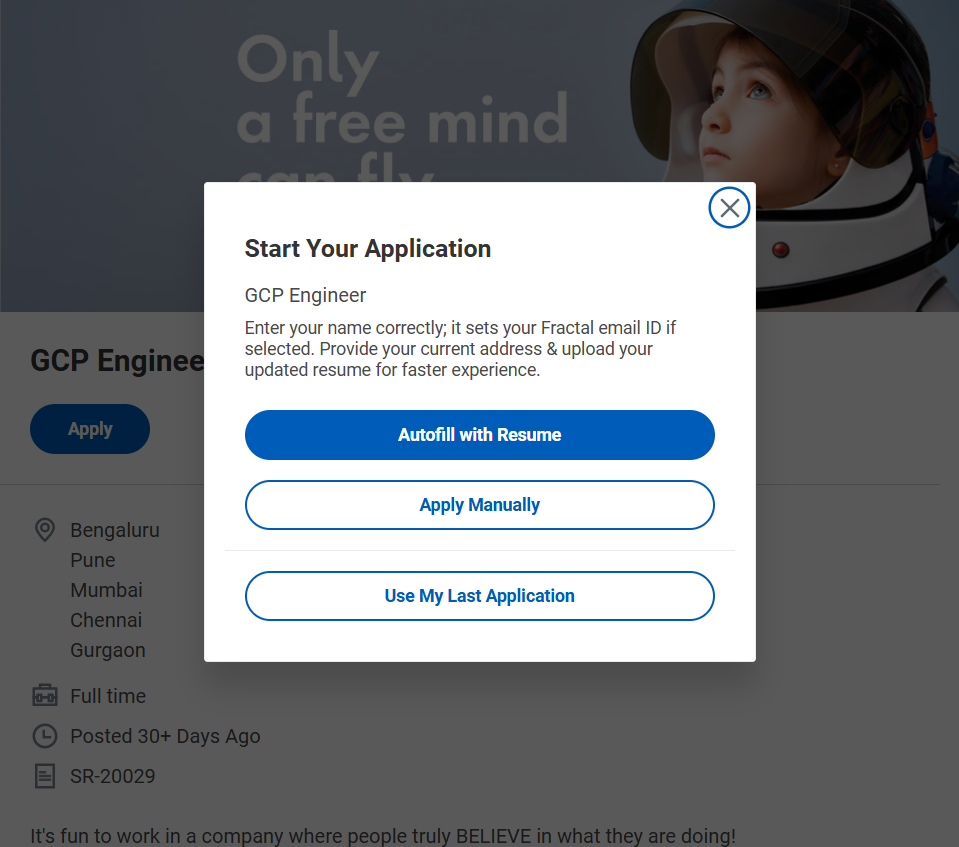 Only
a free mind
can fly
Start Your Application
GCP Engineer
Enter your name correctly; it sets your Fractal email ID if
selected. Provide your current address & upload your
updated resume for faster experience.
Autofill with Resume
Apply Manually
Use My Last Application
GCP Enginee
Apply
Bengaluru
Pune
Mumbai
Chennai
Gurgaon
Full time
Posted 30+ Days Ago
SR-20029
It's fun to work in a company where people truly BELIEVE in what they are doing!